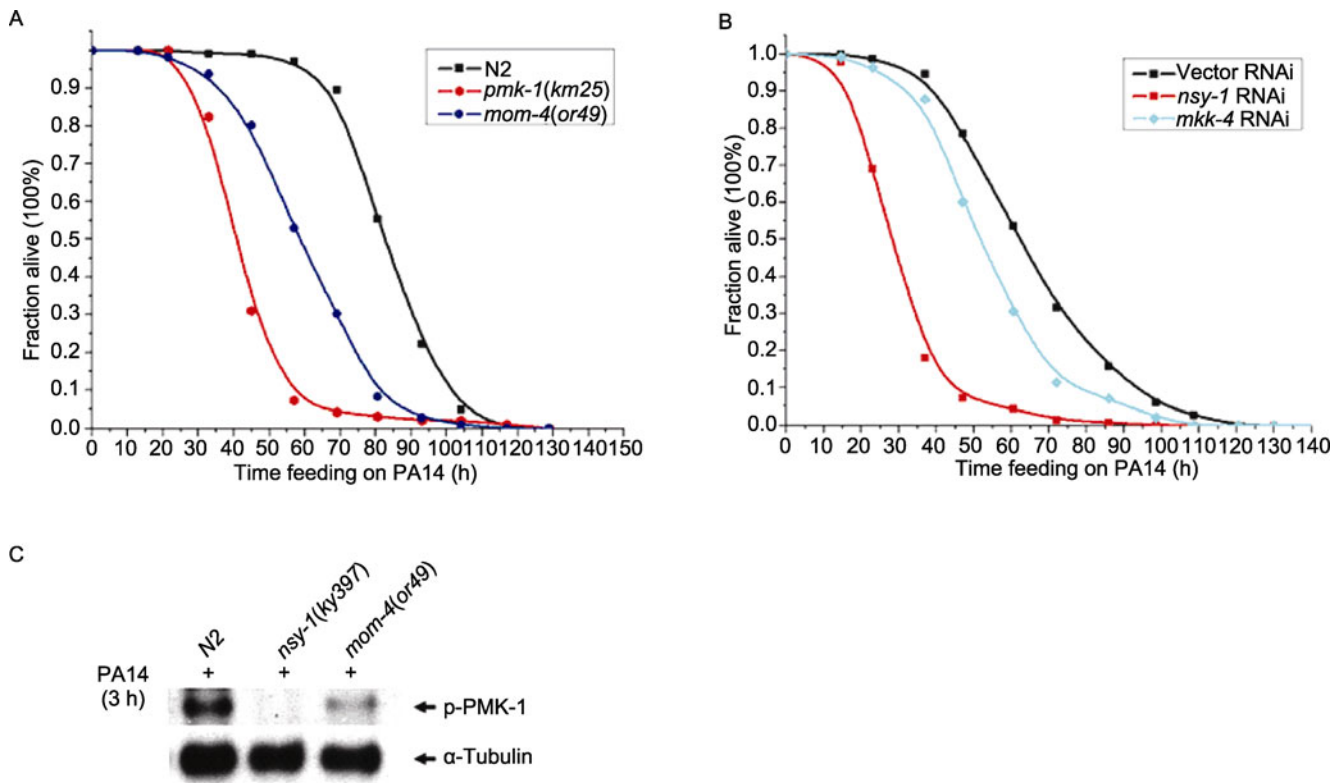 A
N2
pmk-1(km25)
mom-4(or49)
Fraction alive (100%)
0.9
0.8
0.7
0.6
0.5
0.4
0.3
0.2
0.1
0.0
0 10 20 30 40 50 60 70 80 90 100 110 120 130 140 150
Time feeding on PA14 (h)
B
Vector RNAi
nsy-1 RNAi
mkk-4 RNAi
Fraction alive (100%)
1.0
0.9
0.8
0.7
0.6
0.5
0.4
0.3
0.2
0.1
0.0
0 10 20 30 40 50 60 70 80 90 100 110 120 130 140
Time feeding on PA14 (h)
C
N2
nsy-1(ky397)
mom-4(or49)
PA14 + + +
(3 h)
p-PMK-1
α-Tubulin